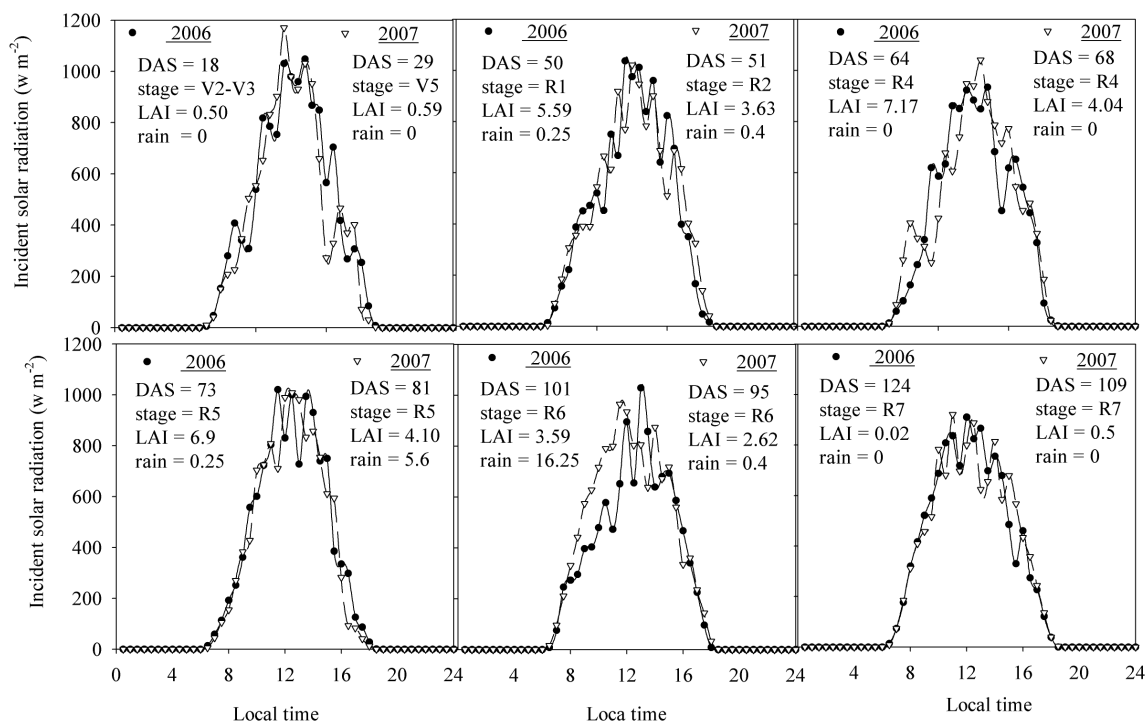 1200
1000
800
600
400
200
0
Incident solar radiation (w m-2)
2006
DAS = 18
stage = V2-V3
LAI = 0.50
rain = 0
2007
DAS = 29
stage = V5
LAI = 0.59
rain = 0
2006
DAS = 50
stage = R1
LAI = 5.59
rain = 0.25
2007
DAS = 51
stage = R2
LAI = 3.63
rain = 0.4
2006
DAS = 64
stage = R4
LAI = 7.17
rain = 0
2007
DAS = 68
stage = R4
LAI = 4.04
rain = 0
1200
1000
800
600
400
200
0
Incident solar radiation (w m-2)
2006
DAS = 73
stage = R5
LAI = 6.9
rain = 0.25
2007
DAS = 81
stage = R5
LAI = 4.10
rain = 5.6
2006
DAS = 101
stage = R6
LAI = 3.59
rain = 16.25
2007
DAS = 95
stage = R6
LAI = 2.62
rain = 0.4
2006
DAS = 124
stage = R7
LAI = 0.02
rain = 0
2007
DAS = 109
stage = R7
LAI = 0.5
rain = 0
0 4 8 12 16 20 24
8 12 16 20 24
8 12 16 20 24
Local time
Loca time
Local time